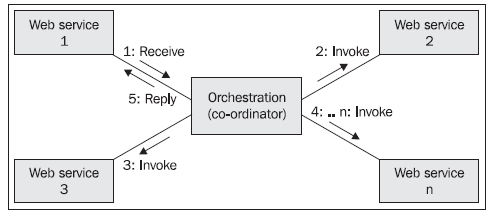 Web service
1
Web service
2
1: Receive
2: Invoke
5: Reply
Orchestration
(co-ordinator)
4: .. n: Invoke
3: Invoke
Web service
3
Web service
n